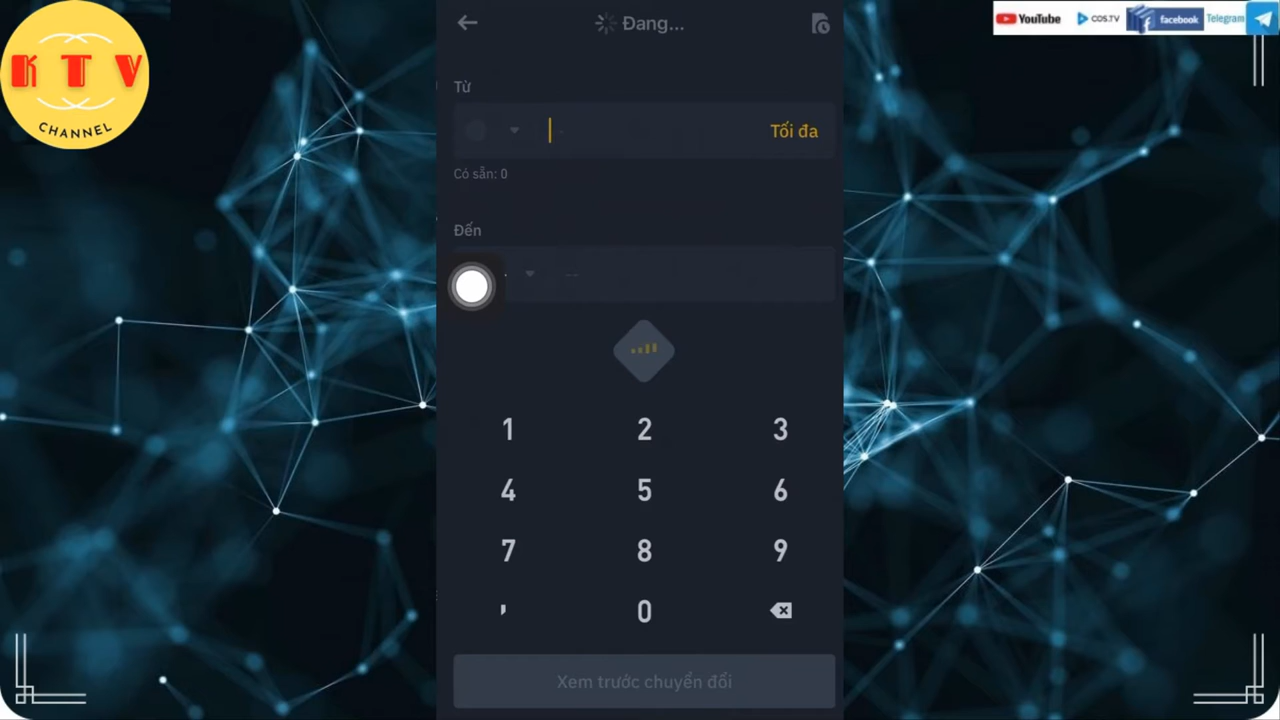 KTV
CHANNEL
YouTube
COS.TV
facebook
Telegram
Đang...
Từ
Tối đa
Có sẵn: 0
Đến
--
1 2 3
4 5 6
7 8 9
, 0
Xem trước chuyển đổi